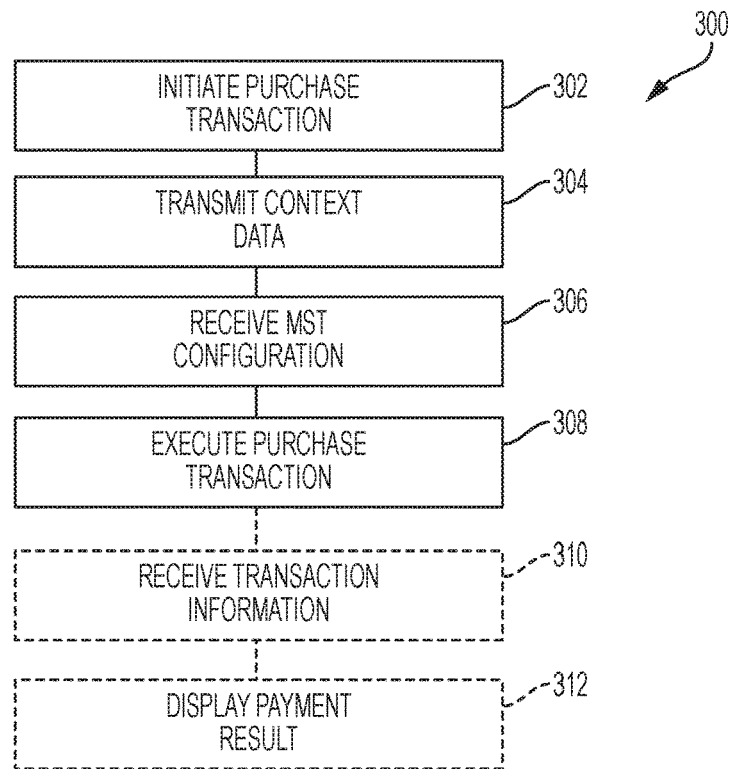 300
INITIATE PURCHASE
TRANSACTION
302
TRANSMIT CONTEXT
DATA
304
RECEIVE MST
CONFIGURATION
306
EXECUTE PURCHASE
TRANSACTION
308
RECEIVE TRANSACTION
INFORMATION
310
DISPLAY PAYMENT
RESULT
312